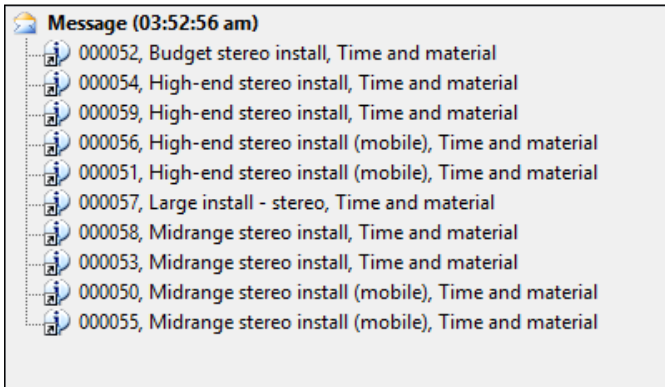 Message (03:52:56 am)
000052, Budget stereo install, Time and material
000054, High-end stereo install, Time and material
000059, High-end stereo install, Time and material
000056, High-end stereo install (mobile), Time and material
000051, High-end stereo install (mobile), Time and material
000057, Large install - stereo, Time and material
000058, Midrange stereo install, Time and material
000053, Midrange stereo install, Time and material
000050, Midrange stereo install (mobile), Time and material
000055, Midrange stereo install (mobile), Time and material